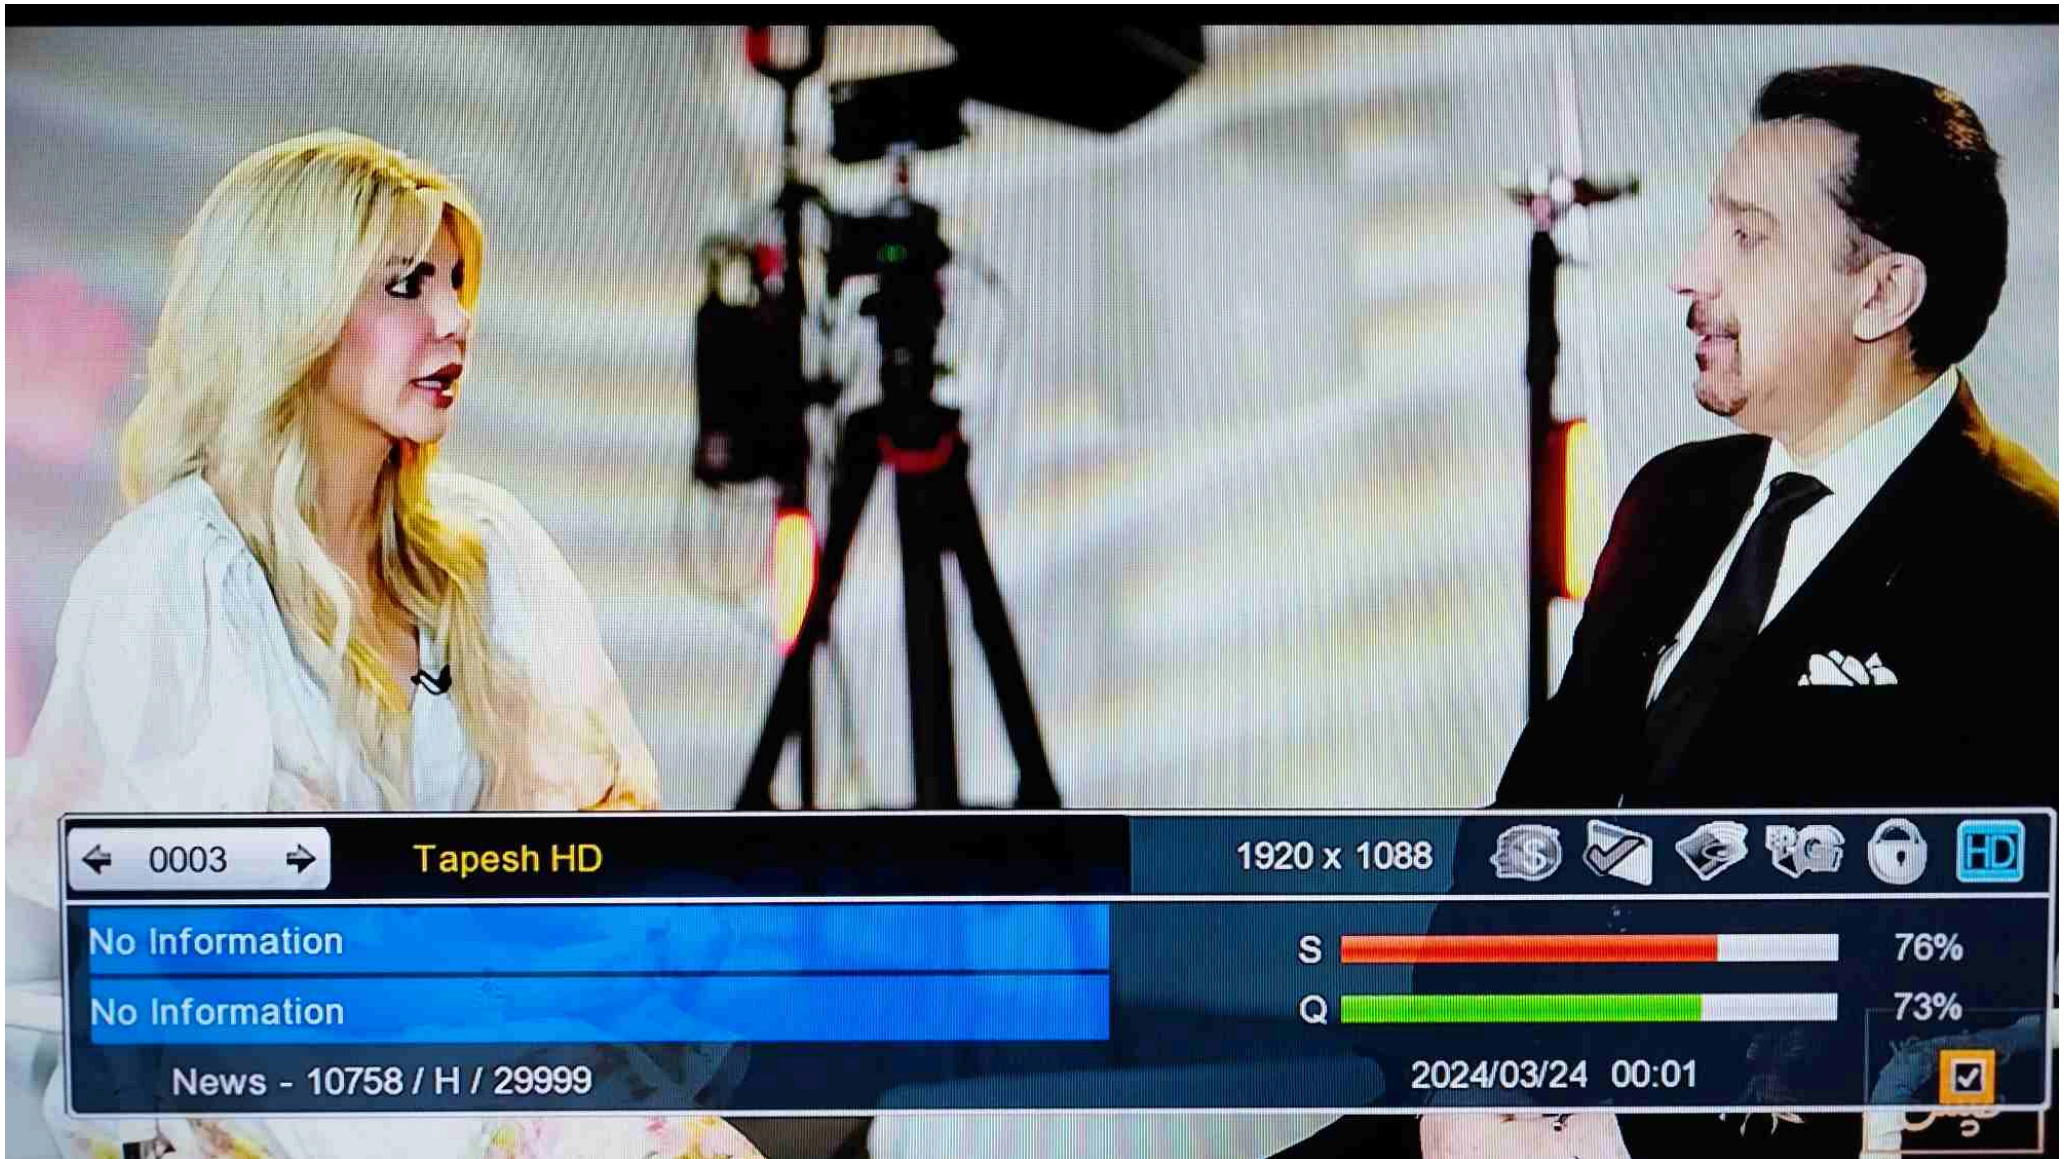 0003 Tapesh HD 1920 x 1088 $ HD
No Information
S 76%
No Information
Q 73%
News - 10758 / H / 29999
2024/03/24 00:01